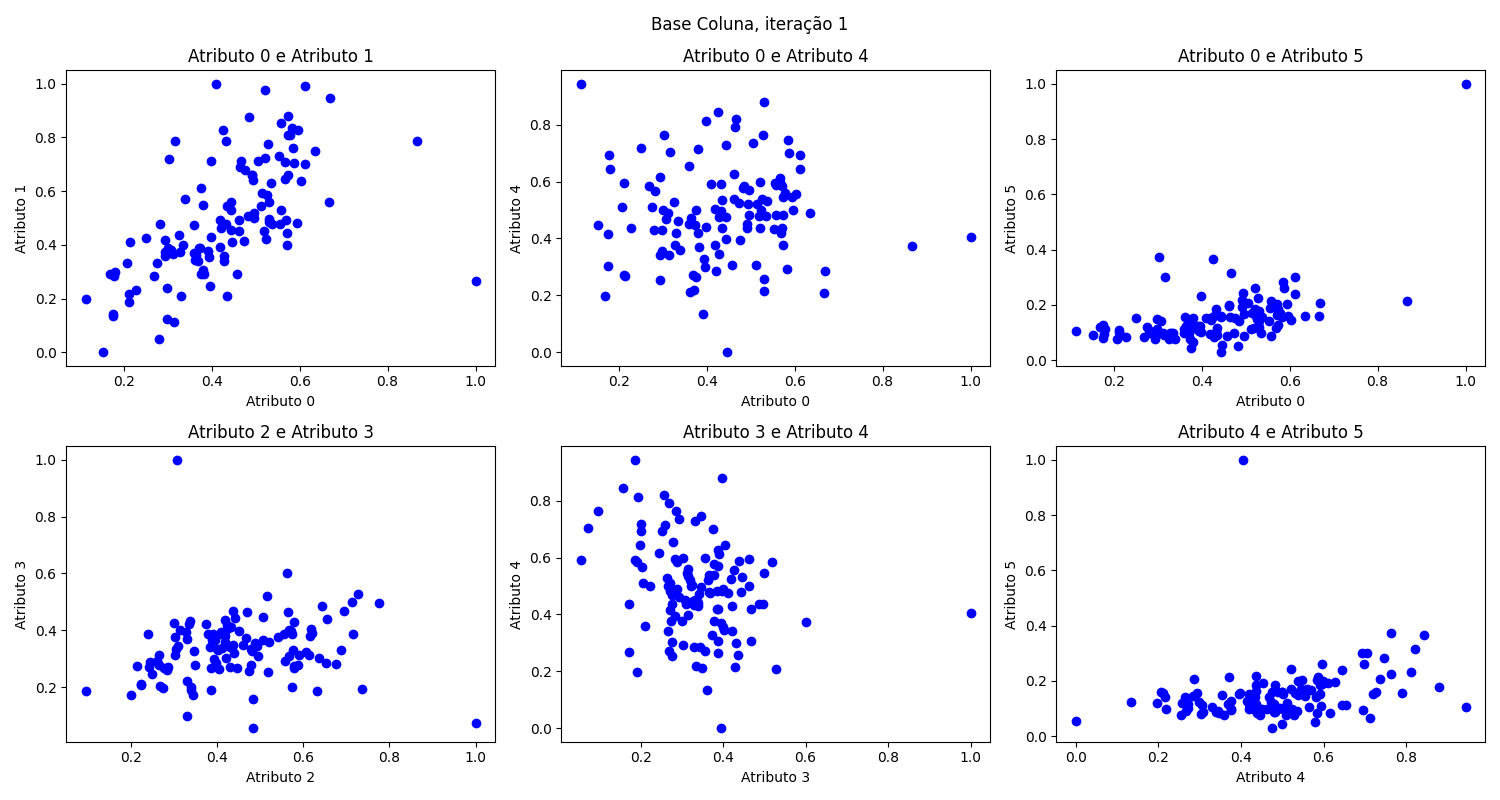 Base Coluna, iteração 1
Atributo 0 e Atributo 1
Atributo 1
1.0
0.8
0.6
0.4
0.2
0.0
0.2 0.4 0.6 0.8 1.0
Atributo 0
Atributo 0 e Atributo 4
Atributo 4
0.8
0.6
0.4
0.2
0.0
0.2 0.4 0.6 0.8 1.0
Atributo 0
Atributo 0 e Atributo 5
Atributo 5
1.0
0.8
0.6
0.4
0.2
0.0
0.2 0.4 0.6 0.8 1.0
Atributo 0
Atributo 2 e Atributo 3
Atributo 3
1.0
0.8
0.6
0.4
0.2
0.2 0.4 0.6 0.8 1.0
Atributo 2
Atributo 3 e Atributo 4
Atributo 4
0.8
0.6
0.4
0.2
0.0
0.2 0.4 0.6 0.8 1.0
Atributo 3
Atributo 4 e Atributo 5
Atributo 5
1.0
0.8
0.6
0.4
0.2
0.0
0.0 0.2 0.4 0.6 0.8
Atributo 4